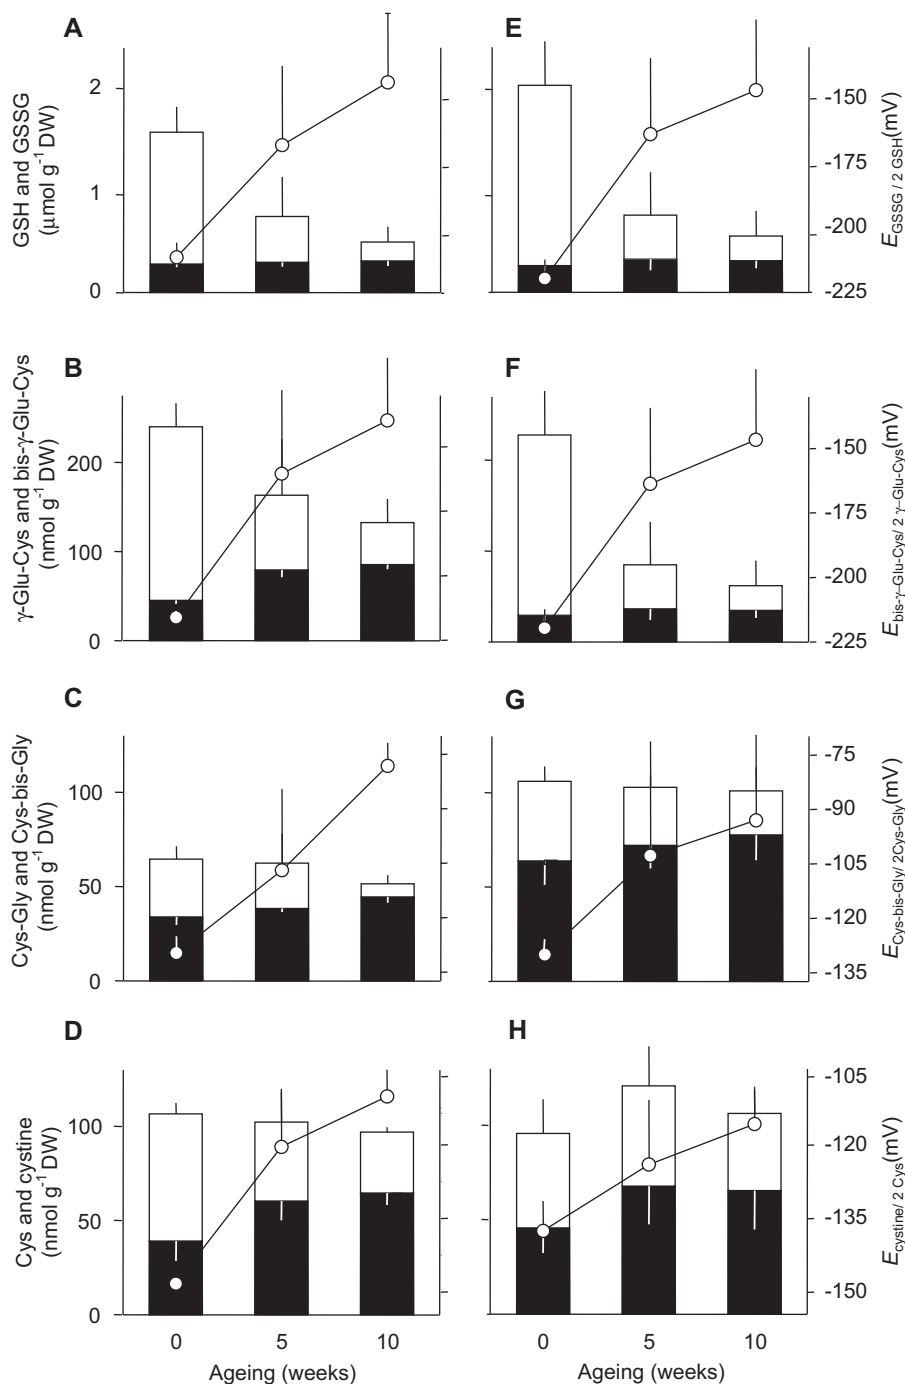 A
E
GSH and GSSG
(μmol g-1 DW)
2
1
0
-150
-175
-200
-225
EGSSG / 2 GSH(mV)
B
F
γ-Glu-Cys and bis-γ-Glu-Cys
(nmol g-1 DW)
200
100
0
-150
-175
-200
-225
Ebis-γ-Glu-Cys/ 2 γ-Glu-Cys(mV)
C
G
Cys-Gly and Cys-bis-Gly
(nmol g-1 DW)
100
50
0
-75
-90
-105
-120
-135
ECys-bis-Gly/ 2Cys-Gly(mV)
D
H
Cys and cystine
(nmol g-1 DW)
100
50
0
-105
-120
-135
-150
Ecystine/ 2 Cys(mV)
0 5 10
0 5 10
Ageing (weeks)
Ageing (weeks)